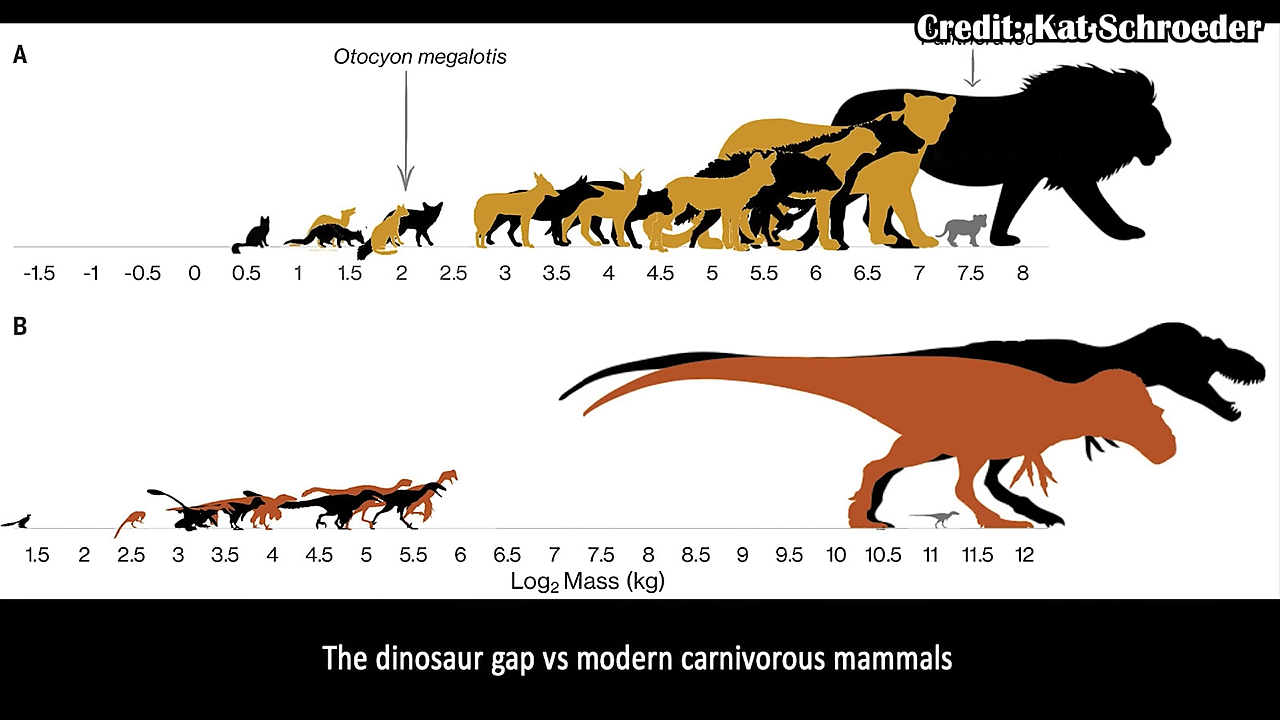 Credit: Kat Schroeder
A
Otocyon megalotis
-1.5 -1 -0.5 0 0.5 1 1.5 2 2.5 3 3.5 4 4.5 5 5.5 6 6.5 7 7.5 8
B
1.5 2 2.5 3 3.5 4 4.5 5 5.5 6 6.5 7 7.5 8 8.5 9 9.5 10 10.5 11 11.5 12
Log₂ Mass (kg)
The dinosaur gap vs modern carnivorous mammals